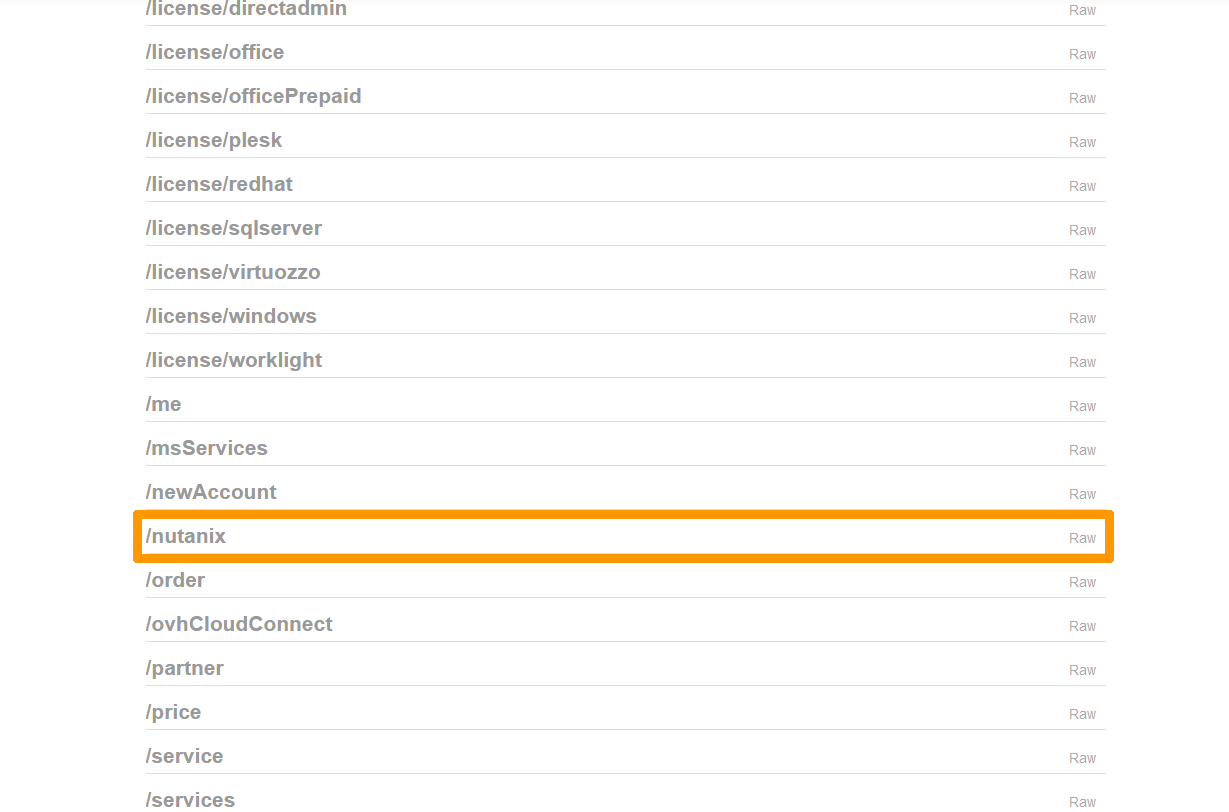 /license/directadmin Raw
/license/office Raw
/license/officePrepaid Raw
/license/plesk Raw
/license/redhat Raw
/license/sqlserver Raw
/license/virtuozzo Raw
/license/windows Raw
/license/worklight Raw
/me Raw
/msServices Raw
/newAccount Raw
/nutanix Raw
/order Raw
/ovhCloudConnect Raw
/partner Raw
/price Raw
/service Raw
/services Raw